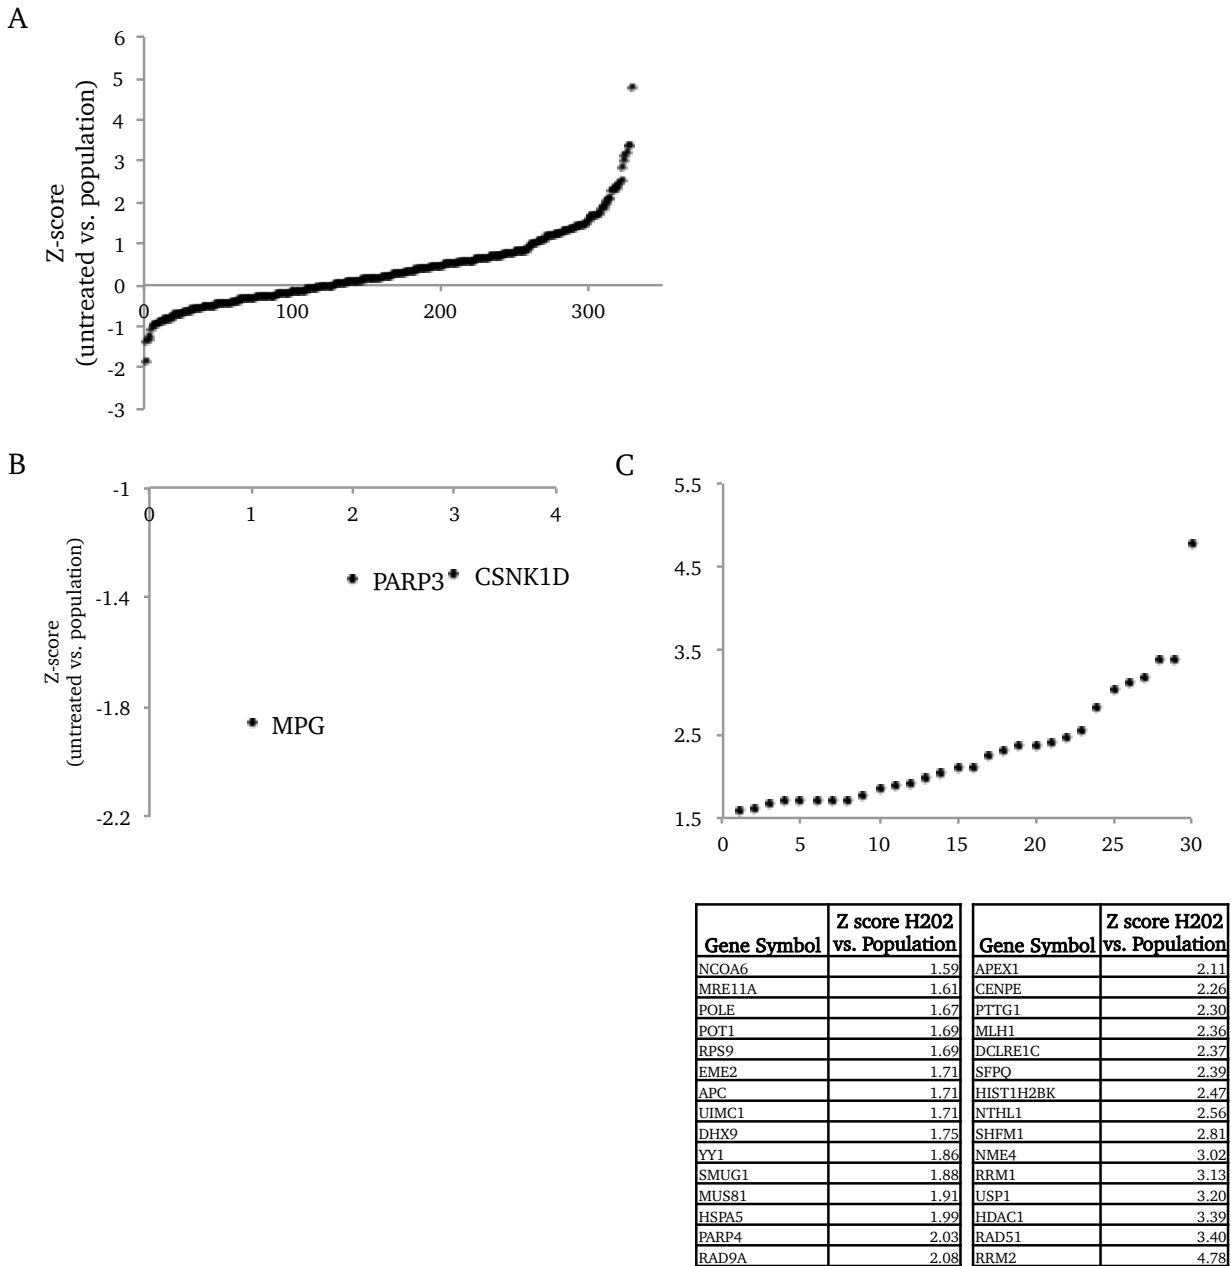 A
6
5
4
3
2
1
0
-1
-2
-3
0
100
200
300
Z-score
(untreated vs. population)
B
-1
-1.4
-1.8
-2.2
0
1
2
3
4
Z-score
(untreated vs. population)
PARP3
CSNK1D
MPG
C
5.5
4.5
3.5
2.5
1.5
0
5
10
15
20
25
30
Gene Symbol Z score H202 vs. Population Gene Symbol Z score H202 vs. Population
NCOA6 1.59 APEX1 2.11
MRE11A 1.61 CENPE 2.26
POLE 1.67 PTTG1 2.30
POT1 1.69 MLH1 2.36
RPS9 1.69 DCLRE1C 2.37
EME2 1.71 SFPQ 2.39
APC 1.71 HIST1H2BK 2.47
UIMC1 1.71 NTHL1 2.56
DHX9 1.75 SHFM1 2.81
YY1 1.86 NME4 3.02
SMUG1 1.88 RRM1 3.13
MUS81 1.91 USP1 3.20
HSPA5 1.99 HDAC1 3.39
PARP4 2.03 RAD51 3.40
RAD9A 2.08 RRM2 4.78